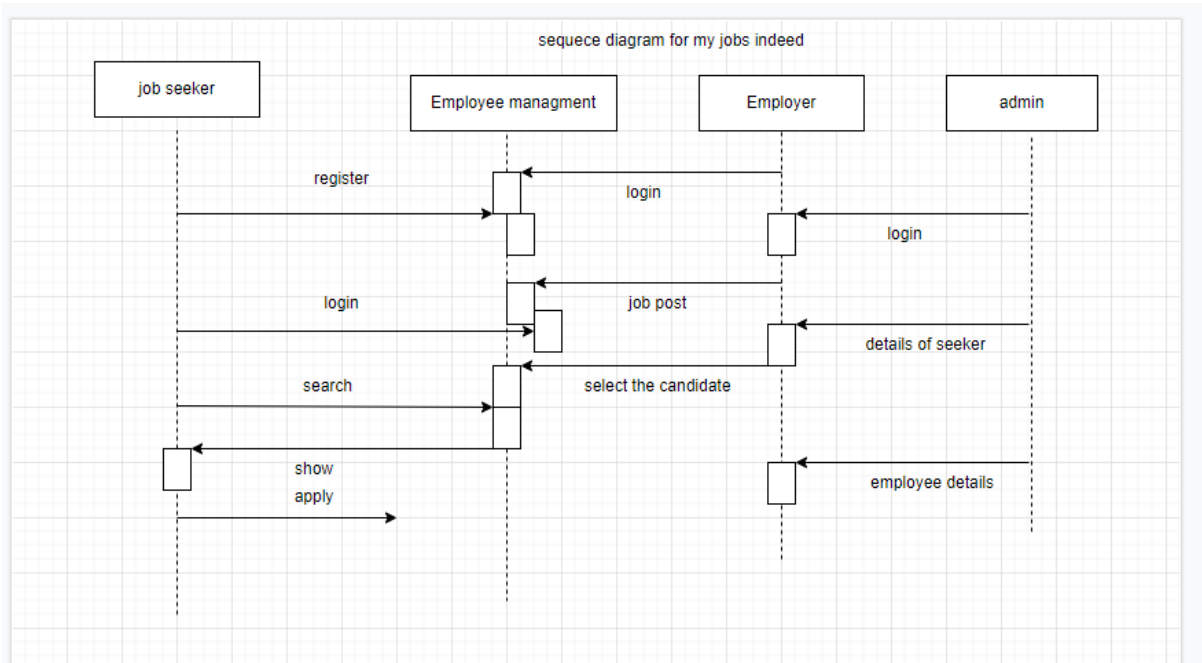 sequece diagram for my jobs indeed
job seeker
Employee managment
Employer
admin
register
login
login
login
job post
details of seeker
search
select the candidate
show
employee details
apply